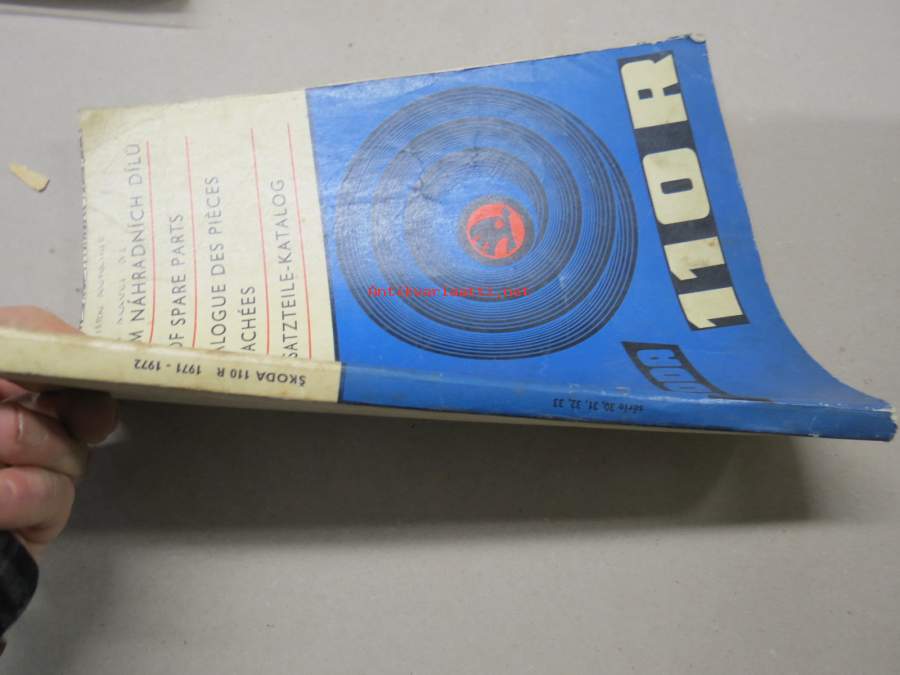 M NÁHRADNÍCH DÍLŮ
OF SPARE PARTS
ALOGUE DES PIÈCES
ACHÉES
SATZTEILE-KATALOG
110 R
Antikvariaatti.net
ŠKODA 110 R 1971 - 1972
série 30, 31, 32, 33